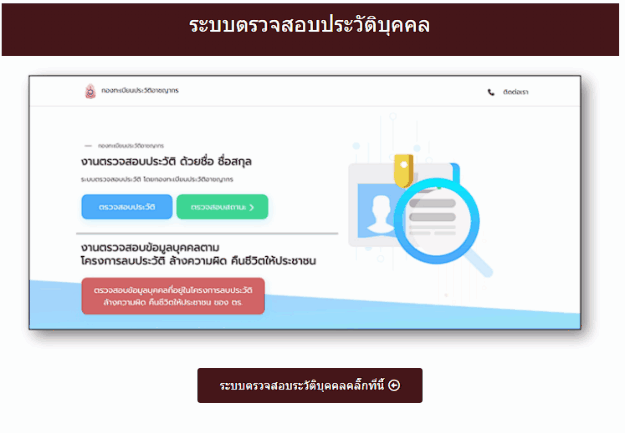 ระบบตรวจสอบประวัติบุคคล
กองทะเบียนประวัติอาชญากร
ติดต่อเรา
กองทะเบียนประวัติอาชญากร
งานตรวจสอบประวัติ ด้วยชื่อ ชื่อสกุล
ระบบตรวจสอบประวัติ โดยกองทะเบียนประวัติอาชญากร
ตรวจสอบประวัติ
ตรวจสอบสถานะ
งานตรวจสอบข้อมูลบุคคลตาม
โครงการลบประวัติ ล้างความผิด คืนชีวิตให้ประชาชน
ตรวจสอบข้อมูลบุคคลที่อยู่ในโครงการลบประวัติ
ล้างความผิด คืนชีวิตให้ประชาชน ของ ตร.
ระบบตรวจสอบระวัติบุคคลคลิ๊กที่นี้